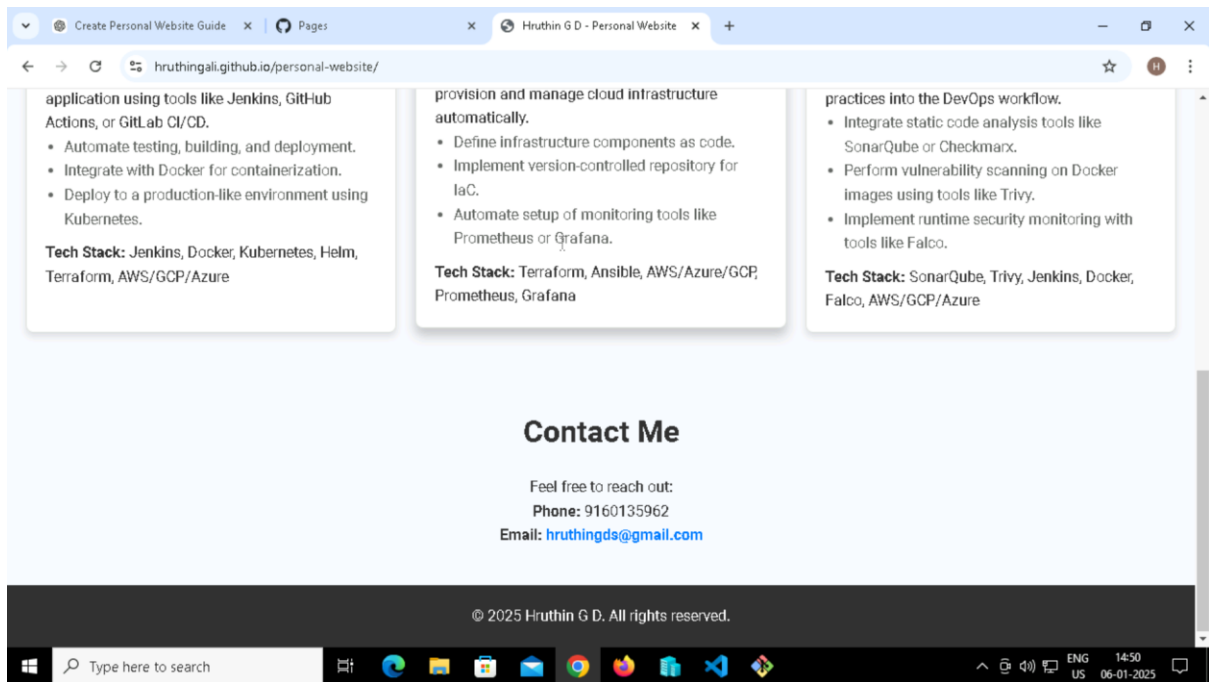 Create Personal Website Guide
Pages
Hruthin G D - Personal Website
hruthingali.github.io/personal-website/
H
application using tools like Jenkins, GitHub
Actions, or GitLab CI/CD.
• Automate testing, building, and deployment.
• Integrate with Docker for containerization.
• Deploy to a production-like environment using
Kubernetes.
Tech Stack: Jenkins, Docker, Kubernetes, Helm,
Terraform, AWS/GCP/Azure
provision and manage cloud infrastructure
automatically.
• Define infrastructure components as code.
• Implement version-controlled repository for
IaC.
• Automate setup of monitoring tools like
Prometheus or Grafana.
Tech Stack: Terraform, Ansible, AWS/Azure/GCP,
Prometheus, Grafana
practices into the DevOps workflow.
• Integrate static code analysis tools like
SonarQube or Checkmarx.
• Perform vulnerability scanning on Docker
images using tools like Trivy.
• Implement runtime security monitoring with
tools like Falco.
Tech Stack: SonarQube, Trivy, Jenkins, Docker,
Falco, AWS/GCP/Azure
Contact Me
Feel free to reach out:
Phone: 9160135962
Email: hruthingds@gmail.com
© 2025 Hruthin G D. All rights reserved.
Type here to search
ENG
US
14:50
06-01-2025